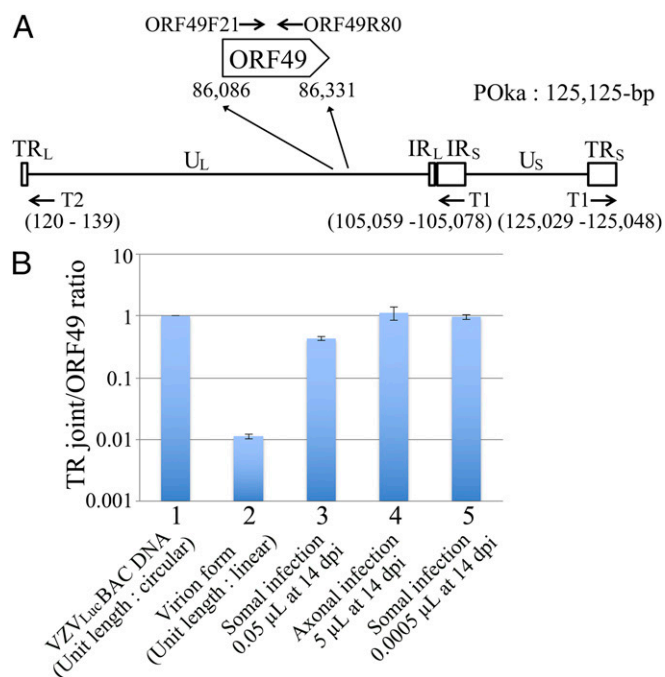 A
ORF49F21 → ← ORF49R80
ORF49
86,086 86,331
POka : 125,125-bp
TRL UL IRL IRS US TRS
← T2 ← T1 T1 →
(120 - 139) (105,059 -105,078) (125,029 -125,048)
B
TR joint/ORF49 ratio
10
1
0.1
0.01
0.001
1 2 3 4 5
VZVLucBAC DNA
(Unit length : circular)
Virion form
(Unit length : linear)
Somal infection
0.05 µL at 14 dpi
Axonal infection
5 µL at 14 dpi
Somal infection
0.0005 µL at 14 dpi